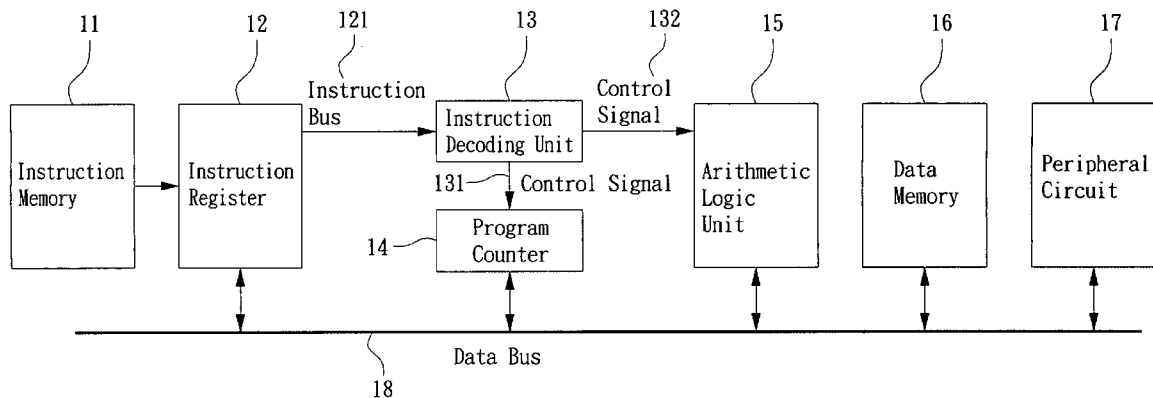 11
12
121
13
132
15
16
17
Instruction
Bus
Control
Signal
Instruction
Memory
Instruction
Register
Instruction
Decoding Unit
131
Control Signal
14
Program
Counter
Arithmetic
Logic
Unit
Data
Memory
Peripheral
Circuit
Data Bus
18